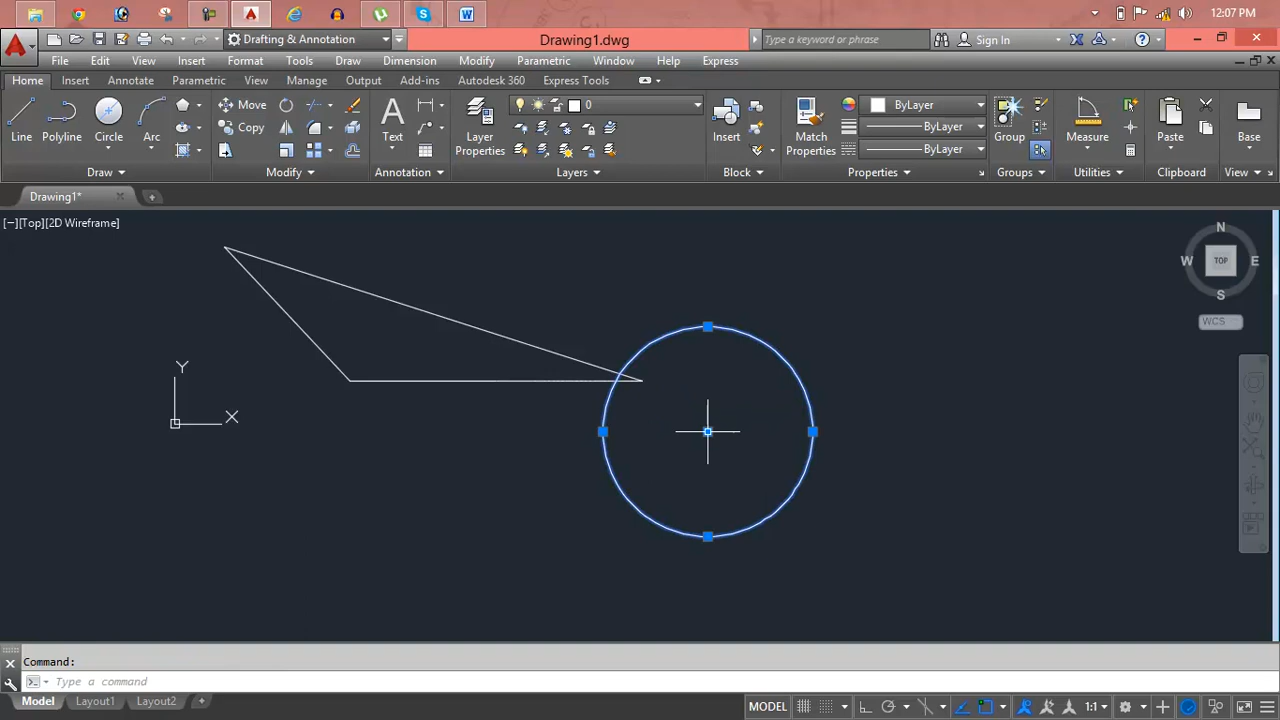 12:07 PM
Drafting & Annotation
Drawing1.dwg
Type a keyword or phrase
Sign In
File Edit View Insert Format Tools Draw Dimension Modify Parametric Window Help Express
Home Insert Annotation Parametric View Manage Output Add-ins Autodesk 360 Express Tools
Line Polyline Circle Arc
Move
Copy
Text
Layer Properties
0
Insert
Match Properties
ByLayer
ByLayer
ByLayer
Group
Measure
Paste
Base
Draw Modify Annotation Layers Block Properties Groups Utilities Clipboard View
Drawing1*
[−][Top][2D Wireframe]
N
W TOP E
S
WCS
Y
X
Command:
Type a command
Model Layout1 Layout2
MODEL 1:1